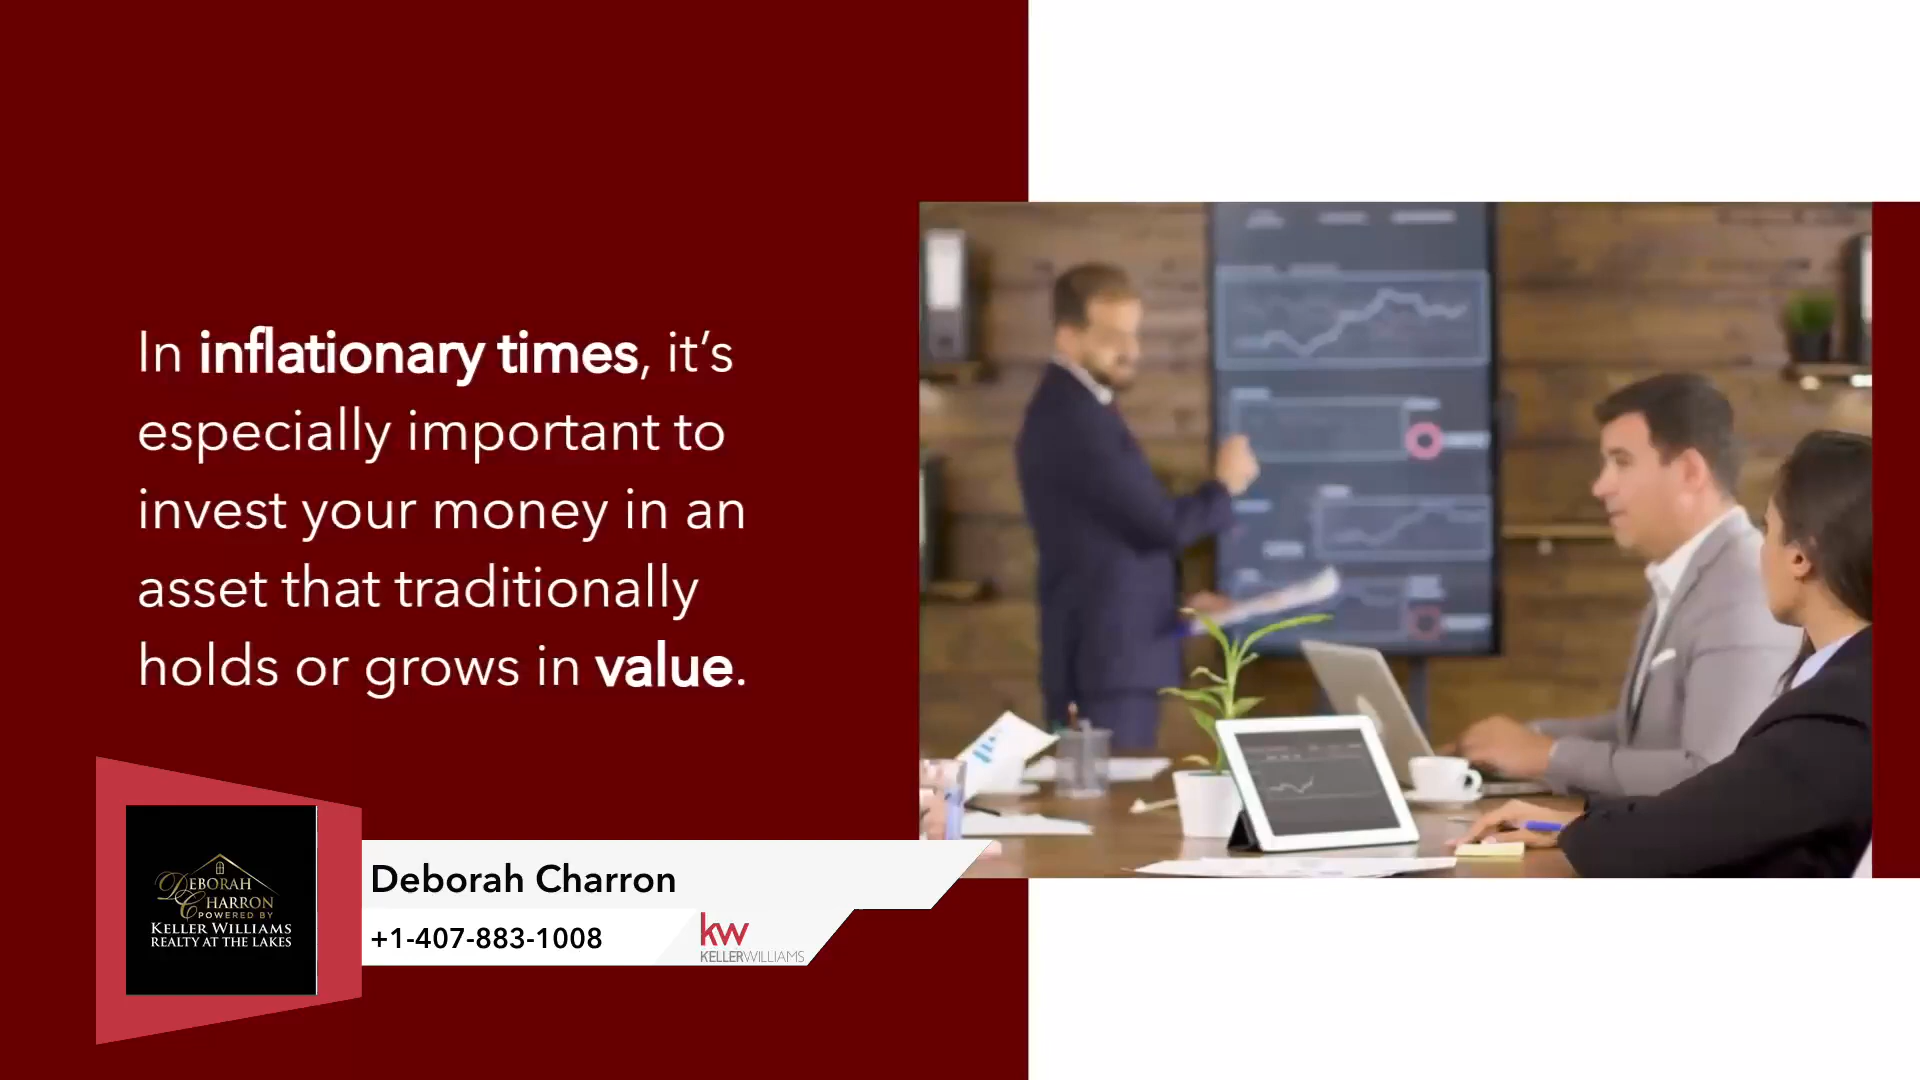 In inflationary times, it’s
especially important to
invest your money in an
asset that traditionally
holds or grows in value.
DEBORAH
CHARRON
POWERED BY
KELLER WILLIAMS
REALTY AT THE LAKES
Deborah Charron
+1-407-883-1008
kw
KELLERWILLIAMS